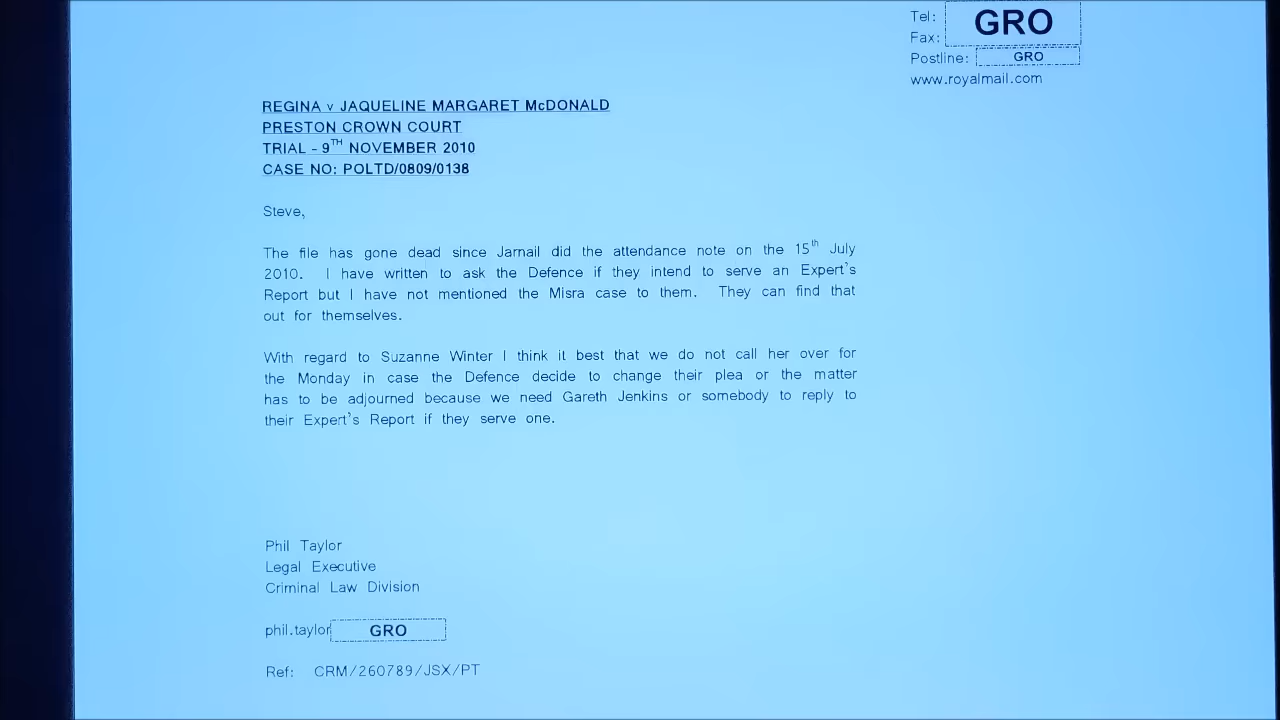 Tel: GRO
Fax:
Postline: GRO
www.royalmail.com
REGINA v JAQUELINE MARGARET McDONALD
PRESTON CROWN COURT
TRIAL - 9TH NOVEMBER 2010
CASE NO: POLTD/0809/0138
Steve,
The file has gone dead since Jarnail did the attendance note on the 15th July
2010. I have written to ask the Defence if they intend to serve an Expert's
Report but I have not mentioned the Misra case to them. They can find that
out for themselves.
With regard to Suzanne Winter I think it best that we do not call her over for
the Monday in case the Defence decide to change their plea or the matter
has to be adjourned because we need Gareth Jenkins or somebody to reply to
their Expert's Report if they serve one.
Phil Taylor
Legal Executive
Criminal Law Division
phil.taylor GRO
Ref: CRM/260789/JSX/PT